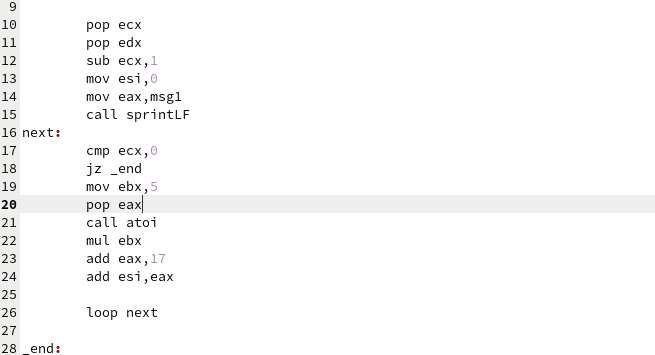 9
10 pop ecx
11 pop edx
12 sub ecx,1
13 mov esi,0
14 mov eax,msg1
15 call sprintLF
16 next:
17 cmp ecx,0
18 jz _end
19 mov ebx,5
20 pop eax
21 call atoi
22 mul ebx
23 add eax,17
24 add esi,eax
25
26 loop next
27
28 _end: